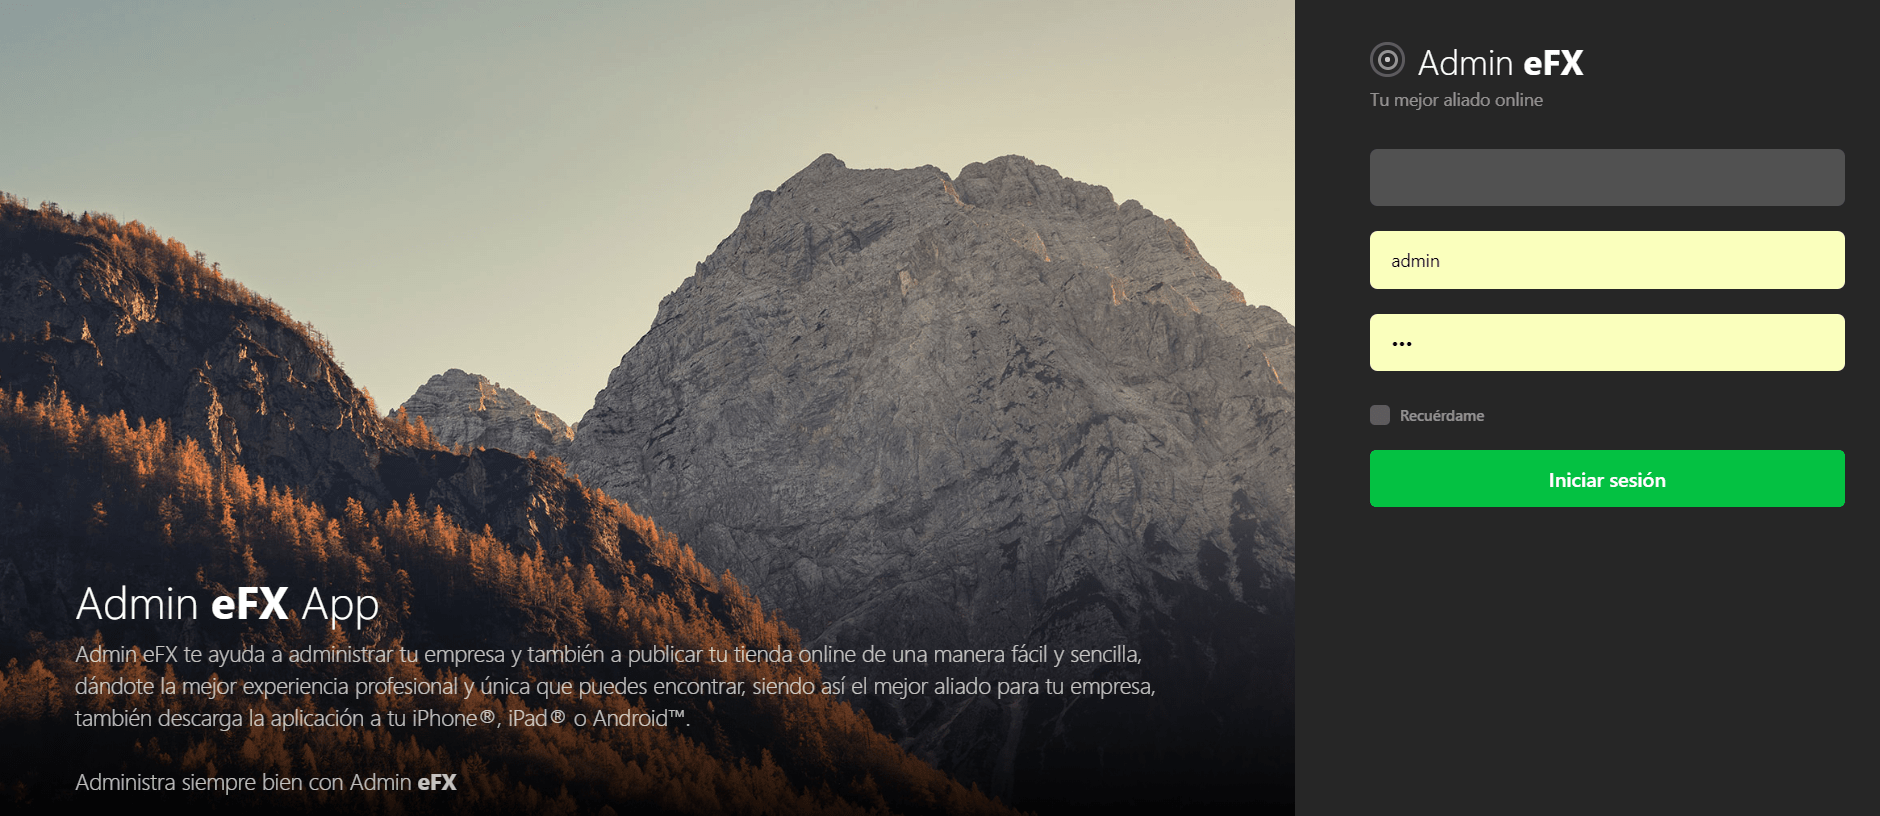 Admin eFX
Tu mejor aliado online
admin
•••
Recuérdame
Iniciar sesión
Admin eFX App
Admin eFX te ayuda a administrar tu empresa y también a publicar tu tienda online de una manera fácil y sencilla,
dándote la mejor experiencia profesional y única que puedes encontrar, siendo así el mejor aliado para tu empresa,
también descarga la aplicación a tu iPhone®, iPad® o Android™.
Administra siempre bien con Admin eFX